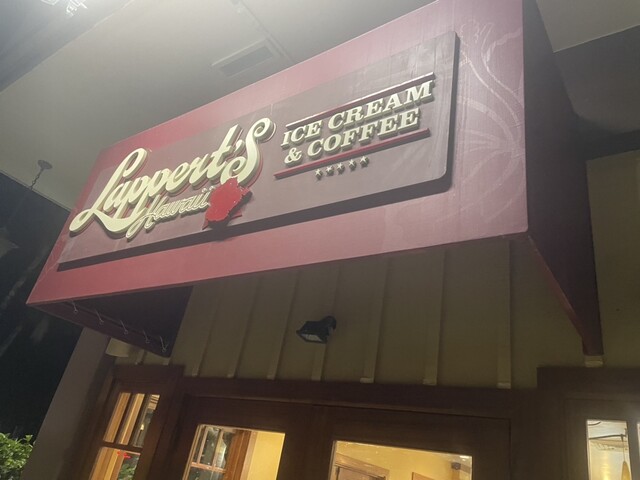 Lappert's
Hawaii
ICE CREAM
& COFFEE